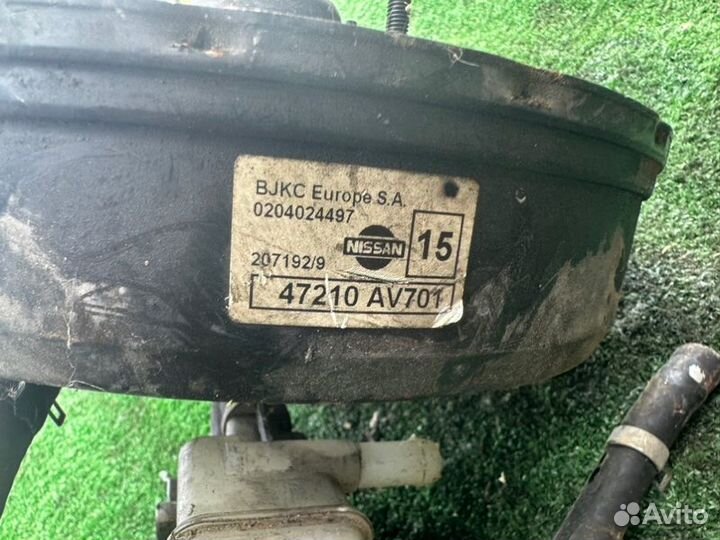 BJKC Europe S.A.
0204024497
NISSAN 15
207192/9
47210 AV701
Avito